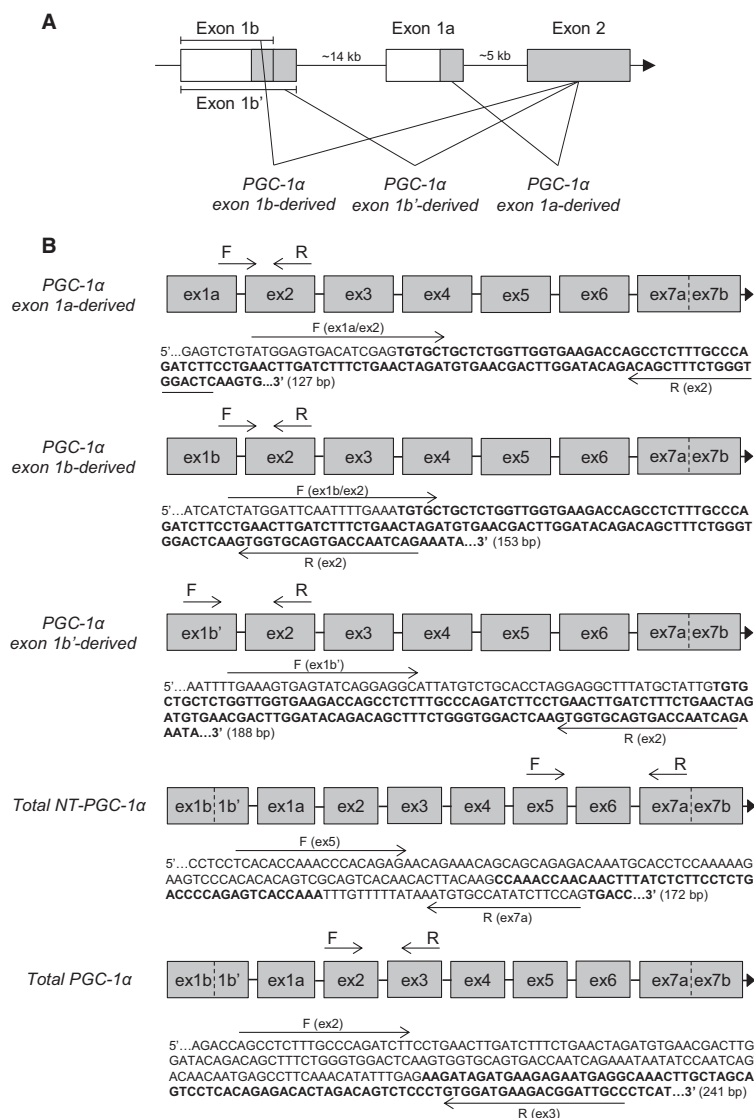 A
Exon 1b
Exon 1a
Exon 2
~14 kb
~5 kb
Exon 1b'
PGC-1α
exon 1b-derived
PGC-1α
exon 1b'-derived
PGC-1α
exon 1a-derived
B
F R
PGC-1α
exon 1a-derived
ex1a ex2 ex3 ex4 ex5 ex6 ex7a ex7b
F (ex1a/ex2)
5'...GAGTCTGTATGGAGTGACATCGAGTGTGCTGCTCTGGTTGGTGAAGACCAGCCTCTTTGCCCA
GATCTTCCTGAACTTGATCTTTCTGAACTAGATGTGAACGACTTGGATACAGACAGCTTTCTGGGT
GGACTCAAGTG...3' (127 bp)
R (ex2)
F R
PGC-1α
exon 1b-derived
ex1b ex2 ex3 ex4 ex5 ex6 ex7a ex7b
F (ex1b/ex2)
5'...ATCATCTATGGATTCAATTTTGAAATGTGCTGCTCTGGTTGGTGAAGACCAGCCTCTTTGCCCA
GATCTTCCTGAACTTGATCTTTCTGAACTAGATGTGAACGACTTGGATACAGACAGCTTTCTGGGT
GGACTCAAGTGGTGCAGTGACCAATCAGAAATA...3' (153 bp)
R (ex2)
F R
PGC-1α
exon 1b'-derived
ex1b' ex2 ex3 ex4 ex5 ex6 ex7a ex7b
F (ex1b')
5'...AATTTTGAAAGTGAGTATCAGGAGGCATTATGTCTGCACCTAGGAGGCTTTATGCTATTGTGTG
CTGCTCTGGTTGGTGAAGACCAGCCTCTTTGCCCAGATCTTCCTGAACTTGATCTTTCTGAACTAG
ATGTGAACGACTTGGATACAGACAGCTTTCTGGGTGGACTCAAGTGGTGCAGTGACCAATCAGA
AATA...3' (188 bp)
R (ex2)
F R
Total NT-PGC-1α
ex1b 1b' ex1a ex2 ex3 ex4 ex5 ex6 ex7a ex7b
F (ex5)
5'...CCTCCTCACACCAAACCCACAGAGAACAGAAACAGCAGCAGAGACAAATGCACCTCCAAAAAG
AAGTCCCACACACAGTCGCAGTCACAACACTTACAAGCCAAACCAACAACTTTATCTCTTCCTCTG
ACCCCAGAGTCACCAAATTTGTTTTTATAAATGTGCCATATCTTCCAGTGACC...3' (172 bp)
R (ex7a)
F R
Total PGC-1α
ex1b 1b' ex1a ex2 ex3 ex4 ex5 ex6 ex7a ex7b
F (ex2)
5'...AGACCAGCCTCTTTGCCCAGATCTTCCTGAACTTGATCTTTCTGAACTAGATGTGAACGACTTG
GATACAGACAGCTTTCTGGGTGGACTCAAGTGGTGCAGTGACCAATCAGAAATAATATCCAATCAG
ACAACAATGAGCCTTCAAACATATTTGAGAAGATAGATGAAGAGAATGAGGCAAACTTGCTAGCA
GTCCTCACAGAGACACTAGACAGTCTCCCTGTGGATGAAGACGGATTGCCCTCAT...3' (241 bp)
R (ex3)